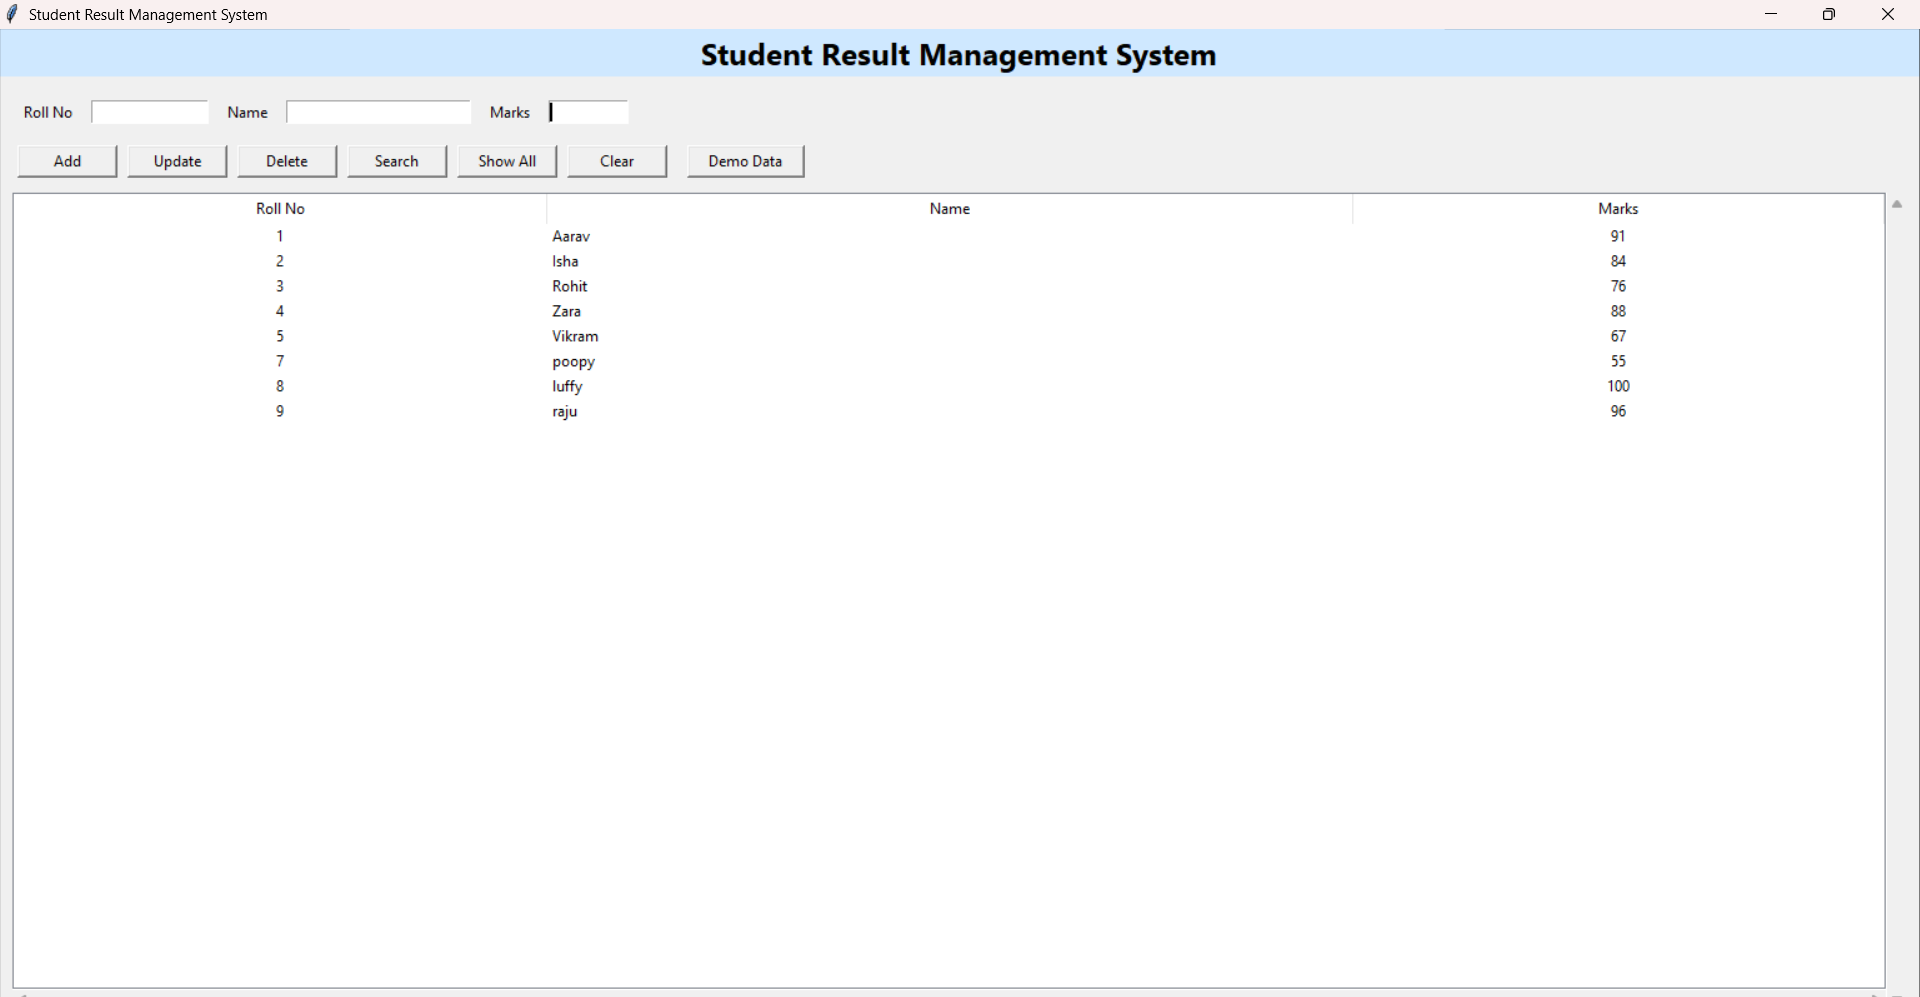 Student Result Management System
Student Result Management System
Roll No Name Marks
Add Update Delete Search Show All Clear Demo Data
Roll No Name Marks
1 Aarav 91
2 Isha 84
3 Rohit 76
4 Zara 88
5 Vikram 67
7 poopy 55
8 luffy 100
9 raju 96